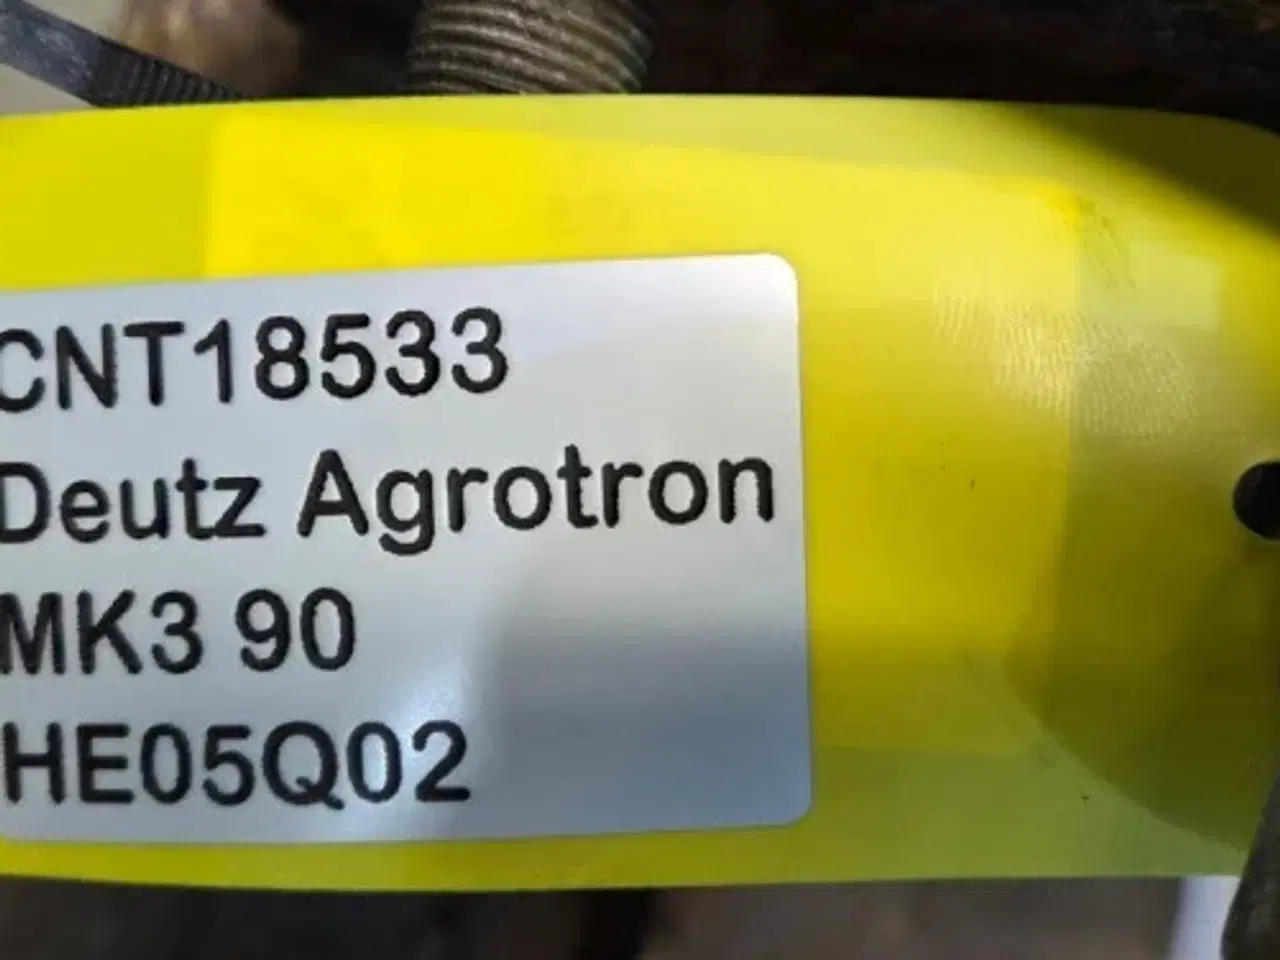 CNT18533
Deutz Agrotron
MK3 90
HE05Q02